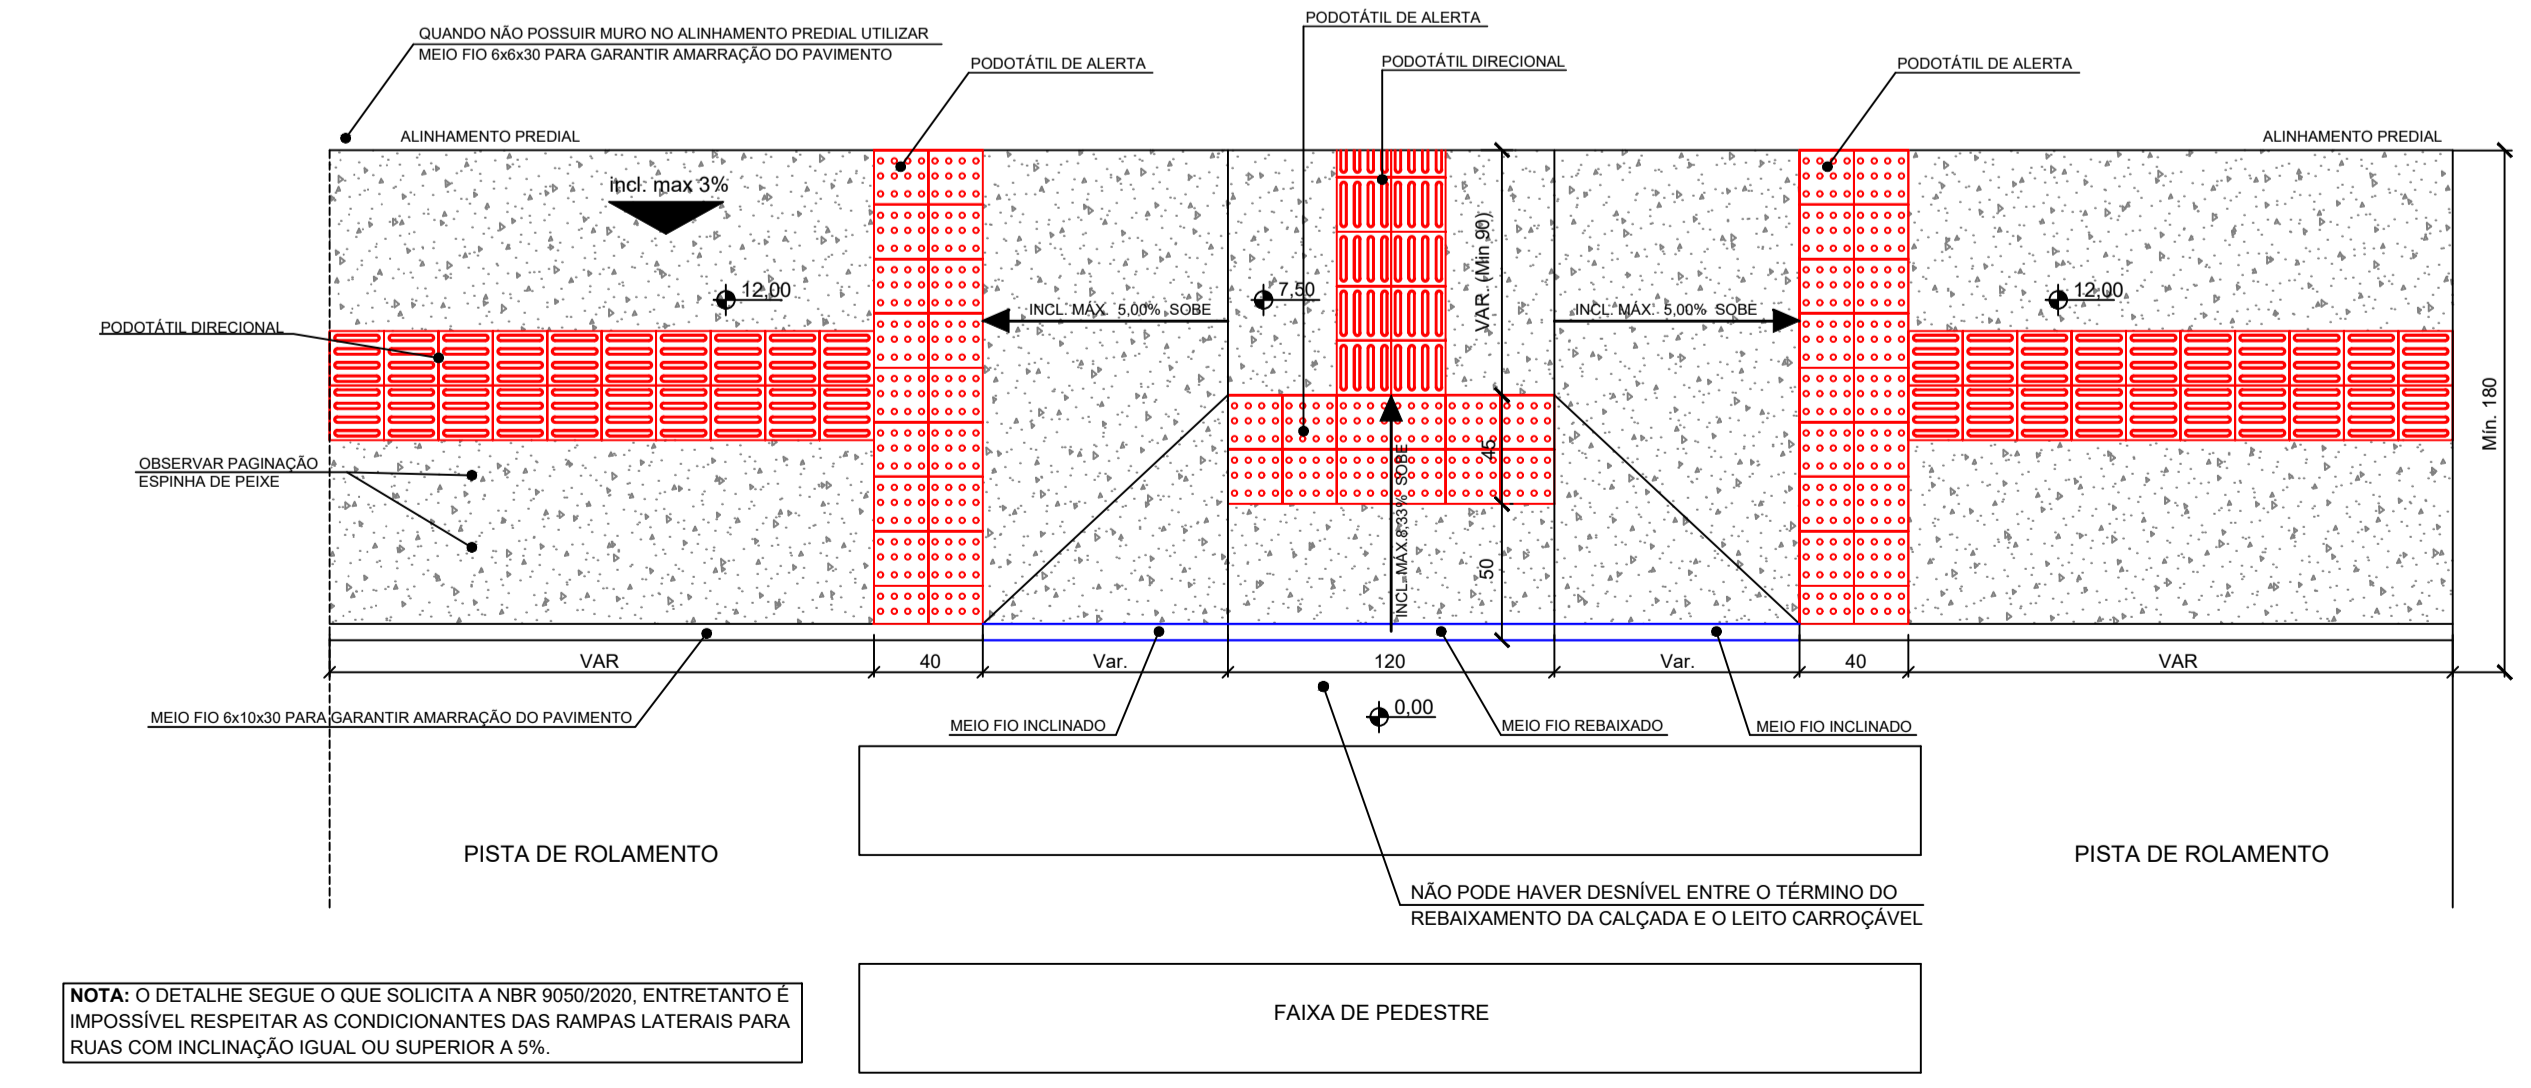 PODOTÁTIL DE ALERTA
QUANDO NÃO POSSUIR MURO NO ALINHAMENTO PREDIAL UTILIZAR
MEIO FIO 6x6x30 PARA GARANTIR AMARRAÇÃO DO PAVIMENTO
PODOTÁTIL DE ALERTA
PODOTÁTIL DIRECIONAL
PODOTÁTIL DE ALERTA
ALINHAMENTO PREDIAL
ALINHAMENTO PREDIAL
incl. max 3%
VAR. (Min 90)
12,00
7,50
12,00
INCL. MÁX. 5,00% SOBE
INCL. MÁX. 5,00% SOBE
PODOTÁTIL DIRECIONAL
Mín. 180
45
INCL. MÁX.8,33% SOBE
OBSERVAR PAGINAÇÃO
ESPINHA DE PEIXE
50
VAR
40
Var.
120
Var.
40
VAR
MEIO FIO 6x10x30 PARA GARANTIR AMARRAÇÃO DO PAVIMENTO
0,00
MEIO FIO INCLINADO
MEIO FIO REBAIXADO
MEIO FIO INCLINADO
PISTA DE ROLAMENTO
PISTA DE ROLAMENTO
NÃO PODE HAVER DESNÍVEL ENTRE O TÉRMINO DO
REBAIXAMENTO DA CALÇADA E O LEITO CARROÇÁVEL
NOTA: O DETALHE SEGUE O QUE SOLICITA A NBR 9050/2020, ENTRETANTO É
IMPOSSÍVEL RESPEITAR AS CONDICIONANTES DAS RAMPAS LATERAIS PARA
RUAS COM INCLINAÇÃO IGUAL OU SUPERIOR A 5%.
FAIXA DE PEDESTRE